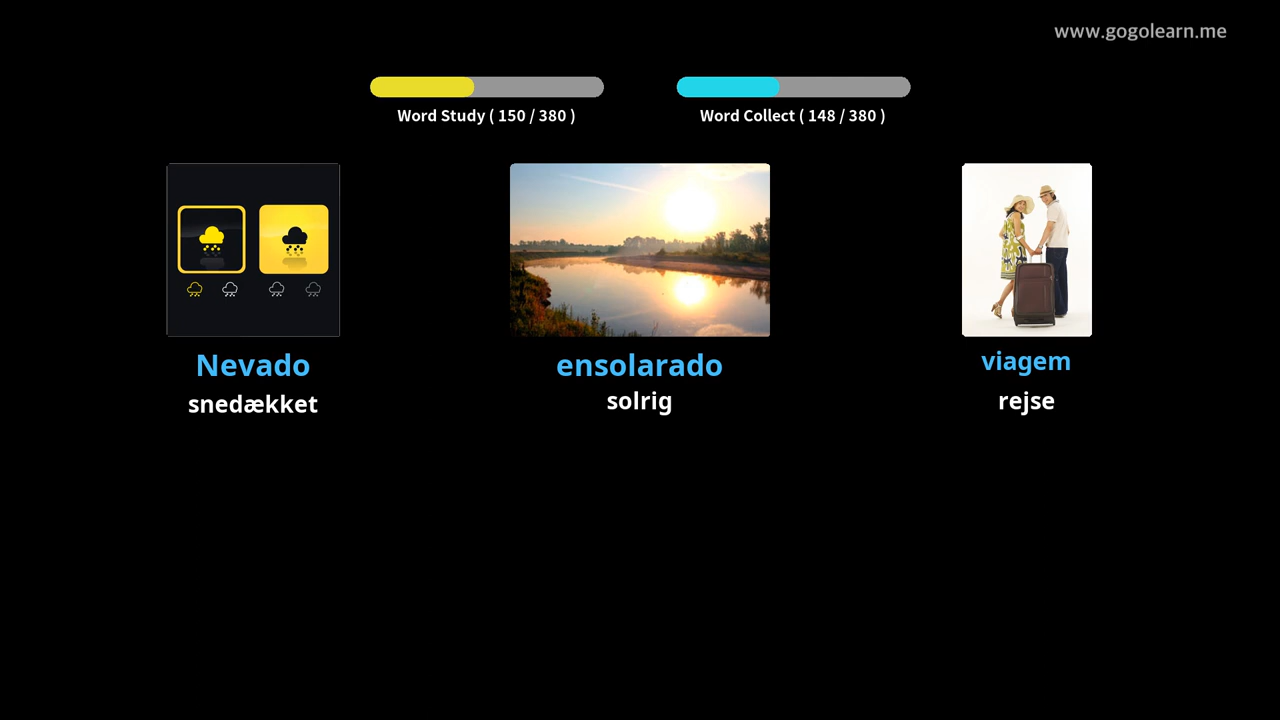 www.gogolearn.me
Word Study ( 150 / 380 )
Word Collect ( 148 / 380 )
Nevado
snedækket
ensolarado
solrig
viagem
rejse